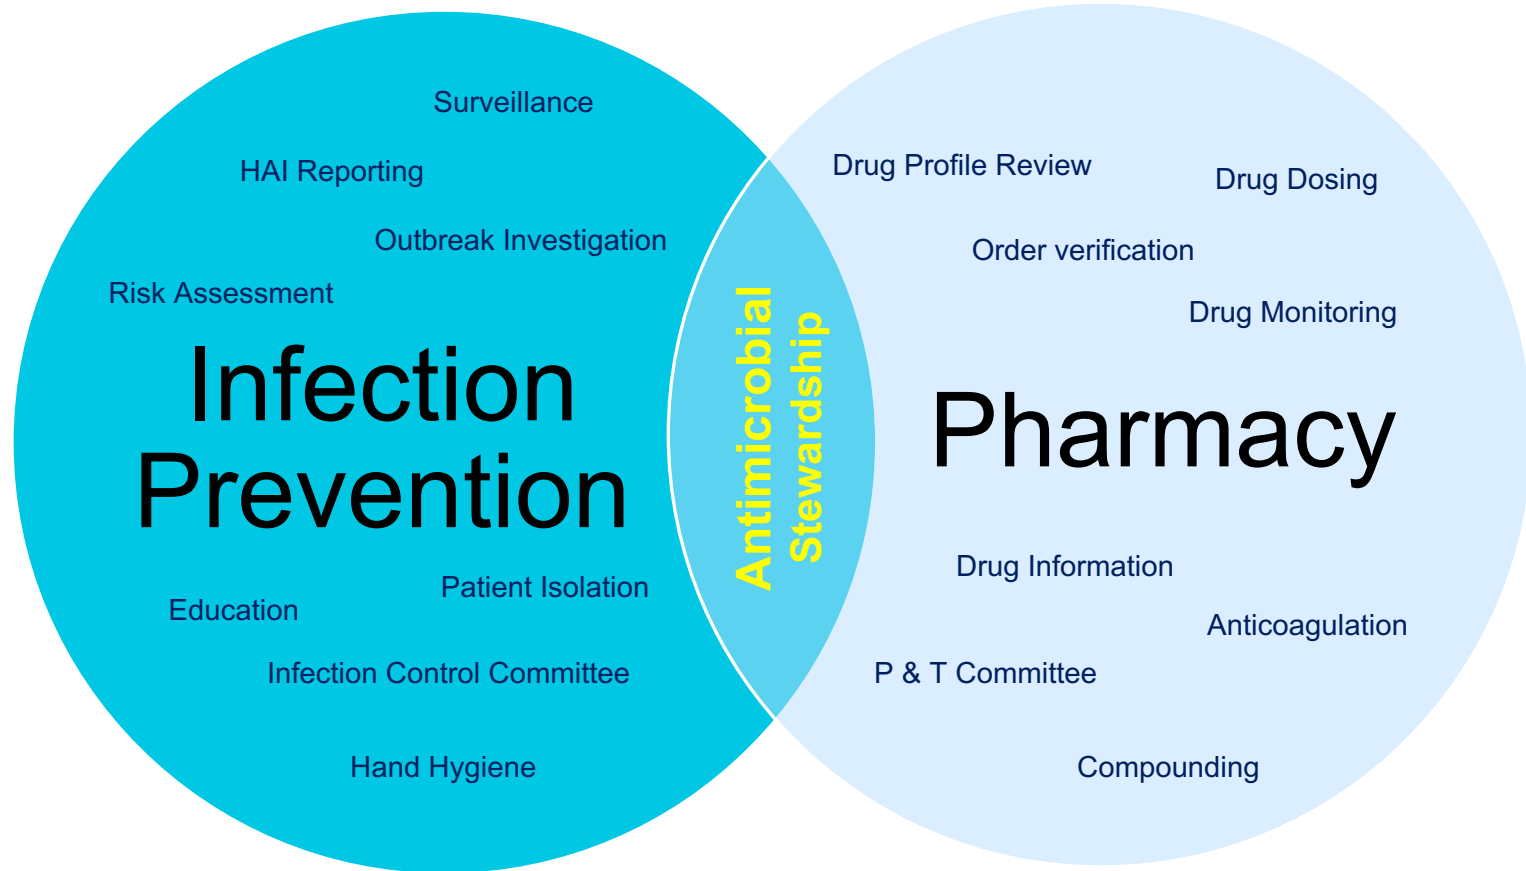 Surveillance
HAI Reporting
Outbreak Investigation
Risk Assessment
Infection
Prevention
Patient Isolation
Education
Infection Control Committee
Hand Hygiene
Antimicrobial
Stewardship
Drug Profile Review
Drug Dosing
Order verification
Drug Monitoring
Pharmacy
Drug Information
Anticoagulation
P & T Committee
Compounding